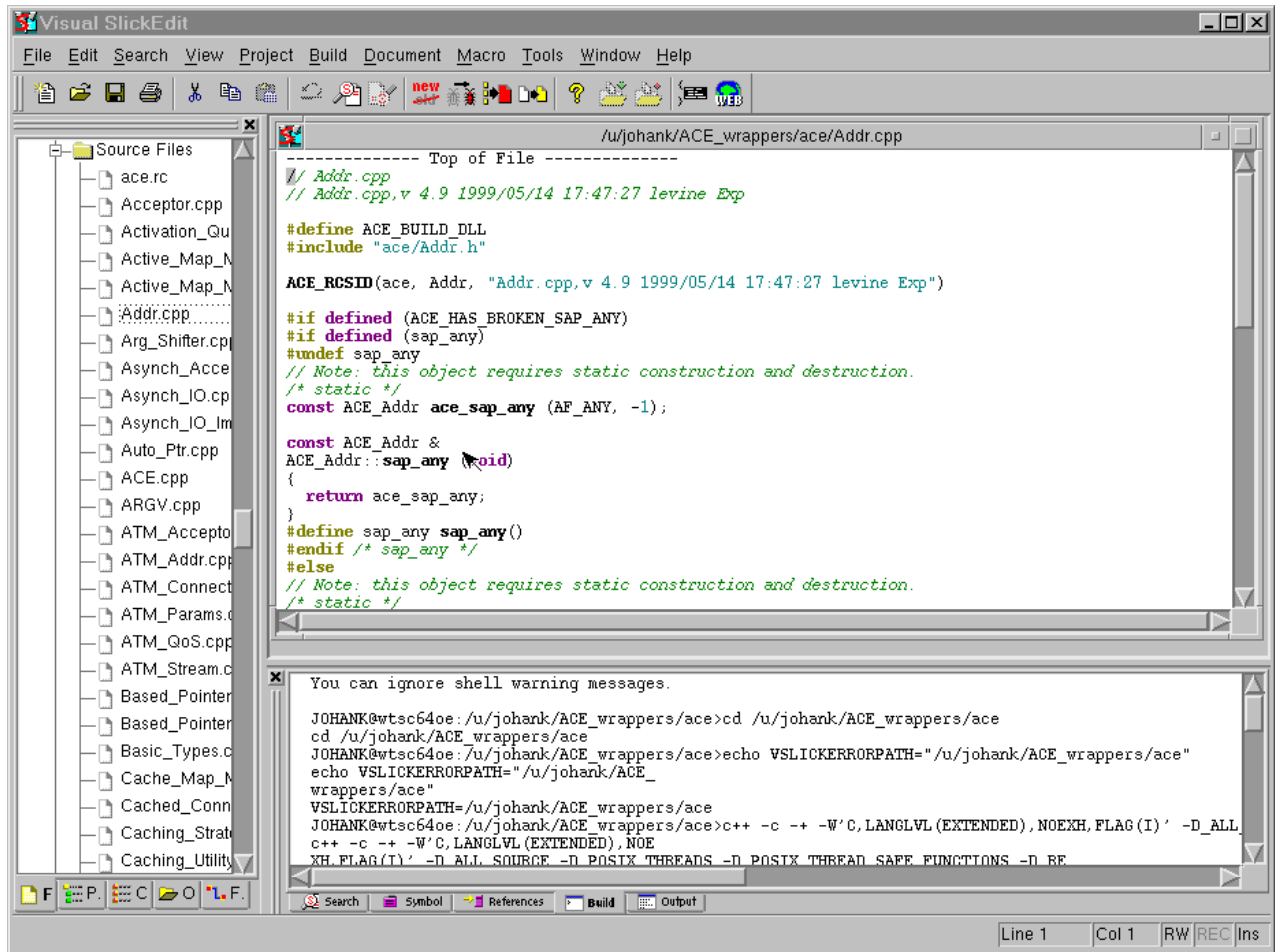 Visual SlickEdit
File Edit Search View Project Build Document Macro Tools Window Help
new
old
WEB
Source Files
ace.rc
Acceptor.cpp
Activation_Qu
Active_Map_M
Active_Map_M
Addr.cpp
Arg_Shifter.cpp
Asynch_Acce
Asynch_IO.cp
Asynch_IO_Im
Auto_Ptr.cpp
ACE.cpp
ARGV.cpp
ATM_Accepto
ATM_Addr.cpp
ATM_Connect
ATM_Params.c
ATM_QoS.cpp
ATM_Stream.c
Based_Pointer
Based_Pointer
Basic_Types.c
Cache_Map_M
Cached_Conn
Caching_Strate
Caching_Utility
F P. C O F.
/u/johank/ACE_wrappers/ace/Addr.cpp
-------------- Top of File --------------
// Addr.cpp
// Addr.cpp,v 4.9 1999/05/14 17:47:27 levine Exp
#define ACE_BUILD_DLL
#include "ace/Addr.h"
ACE_RCSID(ace, Addr, "Addr.cpp,v 4.9 1999/05/14 17:47:27 levine Exp")
#if defined (ACE_HAS_BROKEN_SAP_ANY)
#if defined (sap_any)
#undef sap_any
// Note: this object requires static construction and destruction.
/* static */
const ACE_Addr ace_sap_any (AF_ANY, -1);
const ACE_Addr &
ACE_Addr::sap_any (void)
{
return ace_sap_any;
}
#define sap_any sap_any()
#endif /* sap_any */
#else
// Note: this object requires static construction and destruction.
/* static */
You can ignore shell warning messages.
JOHANK@wtsc64oe:/u/johank/ACE_wrappers/ace>cd /u/johank/ACE_wrappers/ace
cd /u/johank/ACE_wrappers/ace
JOHANK@wtsc64oe:/u/johank/ACE_wrappers/ace>echo VSLICKERRORPATH="/u/johank/ACE_wrappers/ace"
echo VSLICKERRORPATH="/u/johank/ACE_
wrappers/ace"
VSLICKERRORPATH=/u/johank/ACE_wrappers/ace
JOHANK@wtsc64oe:/u/johank/ACE_wrappers/ace>c++ -c -+ -W'C,LANGLVL(EXTENDED),NOEXH,FLAG(I)' -D_ALL_
c++ -c -+ -W'C,LANGLVL(EXTENDED),NOE
XH,FLAG(I)' -D_ALL_SOURCE -D_POSIX_THREADS -D_POSIX_THREAD_SAFE_FUNCTIONS -D_RE
Search Symbol References Build Output
Line 1 Col 1 RW REC Ins